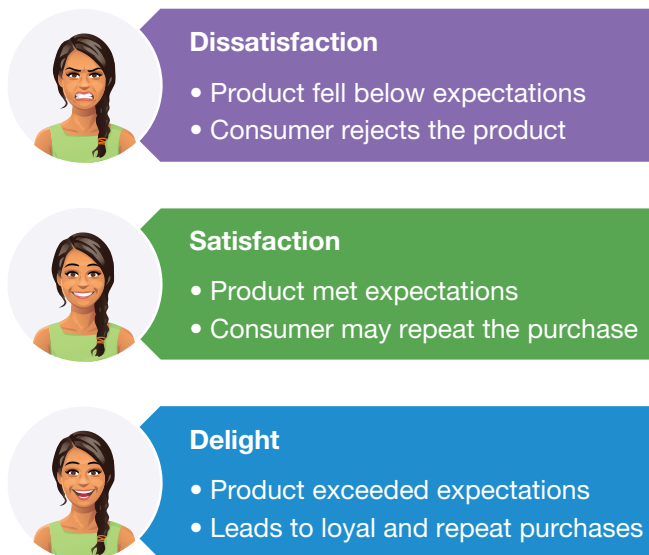 Dissatisfaction
• Product fell below expectations
• Consumer rejects the product
Satisfaction
• Product met expectations
• Consumer may repeat the purchase
Delight
• Product exceeded expectations
• Leads to loyal and repeat purchases